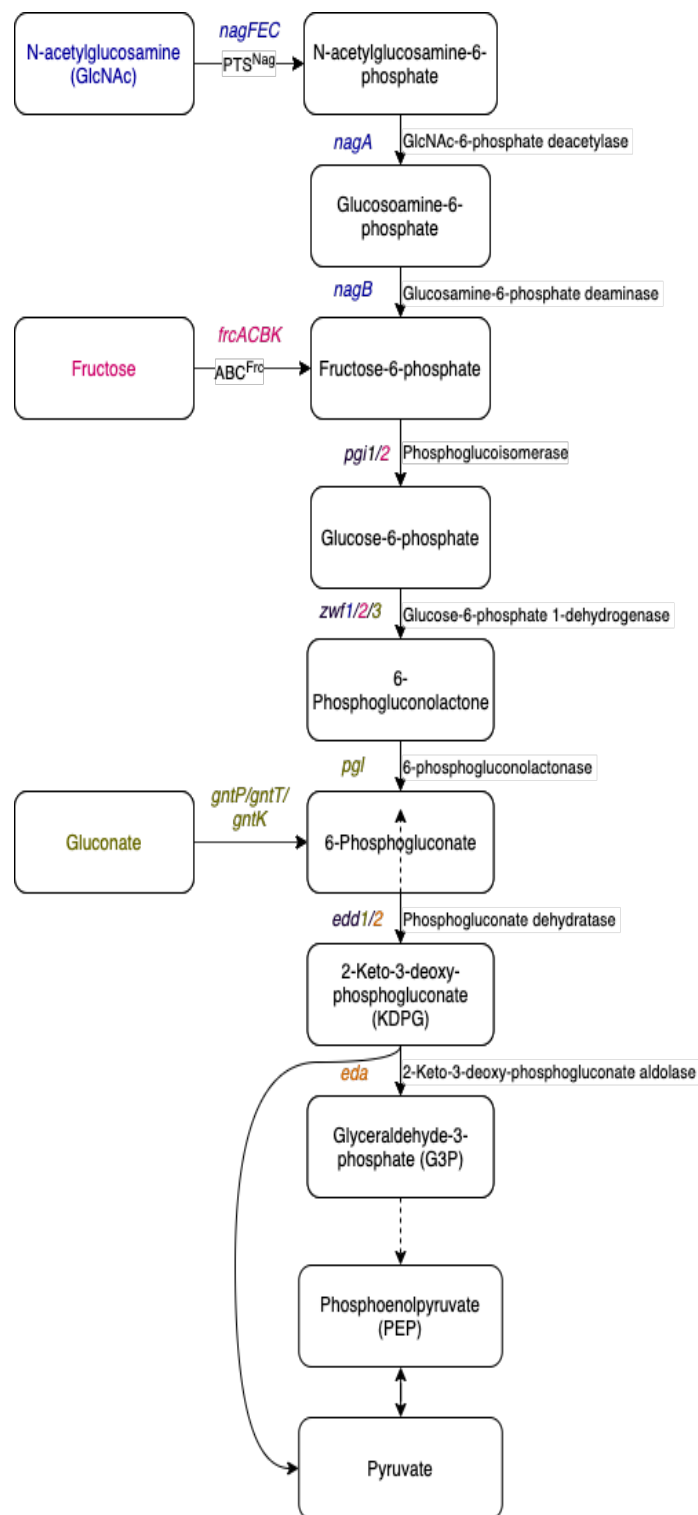 nagFEC
N-acetylglucosamine
(GlcNAc)
PTSNag
N-acetylglucosamine-6-
phosphate
nagA
GlcNAc-6-phosphate deacetylase
Glucosoamine-6-
phosphate
nagB
Glucosamine-6-phosphate deaminase
Fructose
frcACBK
ABCFrc
Fructose-6-phosphate
pgi1/2
Phosphoglucoisomerase
Glucose-6-phosphate
zwf1/2/3
Glucose-6-phosphate 1-dehydrogenase
6-
Phosphogluconolactone
pgl
6-phosphogluconolactonase
Gluconate
gntP/gntT/
gntK
6-Phosphogluconate
edd1/2
Phosphogluconate dehydratase
2-Keto-3-deoxy-
phosphogluconate
(KDPG)
eda
2-Keto-3-deoxy-phosphogluconate aldolase
Glyceraldehyde-3-
phosphate (G3P)
Phosphoenolpyruvate
(PEP)
Pyruvate